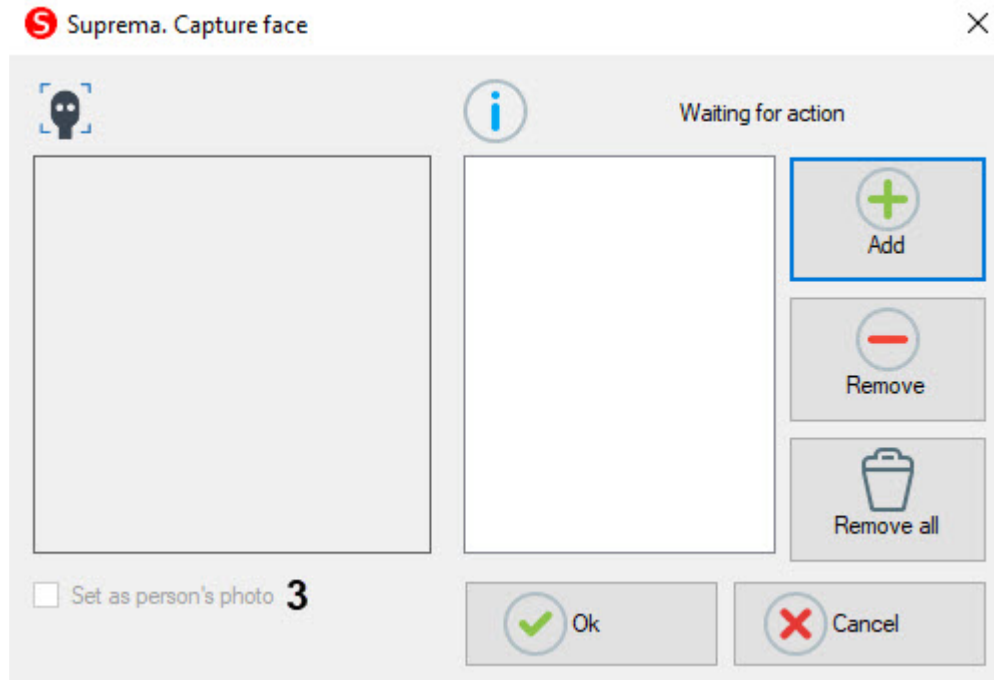 S Suprema. Capture face
Waiting for action
Add
Remove
Remove all
Set as person's photo 3
Ok
Cancel